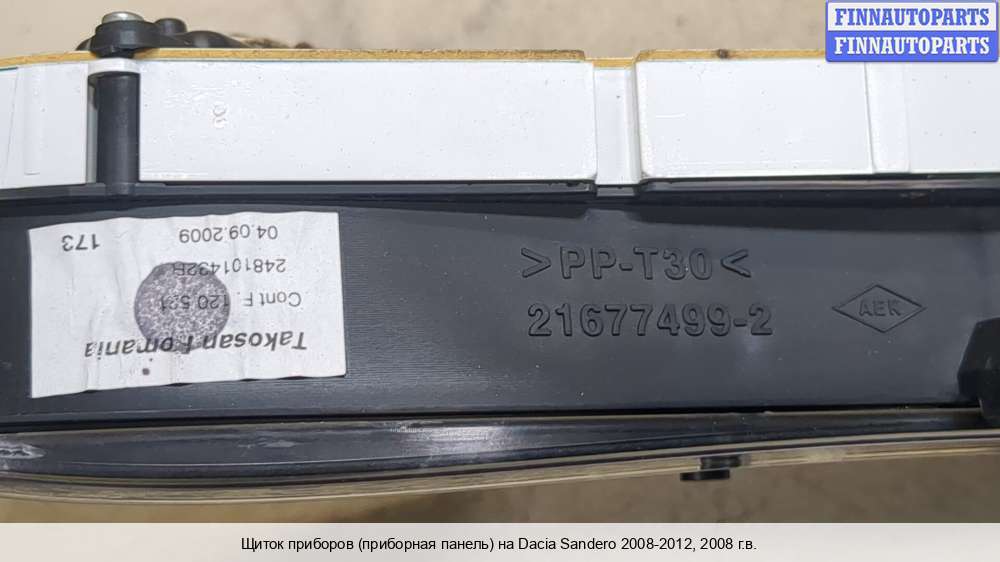 FINNAUTOPARTS
FINNAUTOPARTS
>PP-T30<
21677499-2
AEK
Takosan Romania
Cont F. 120.521
248101432R
04.09.2009
173
Щиток приборов (приборная панель) на Dacia Sandero 2008-2012, 2008 г.в.